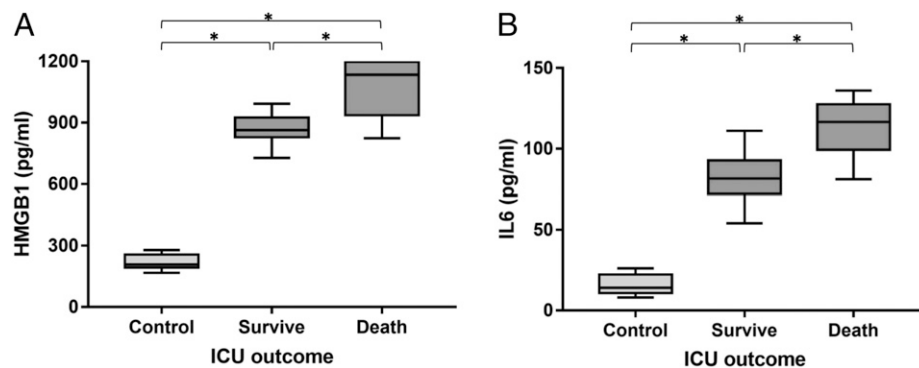 A
*
* *
HMGB1 (pg/ml)
1200
900
600
300
0
Control Survive Death
ICU outcome
B
*
* *
IL6 (pg/ml)
150
100
50
0
Control Survive Death
ICU outcome